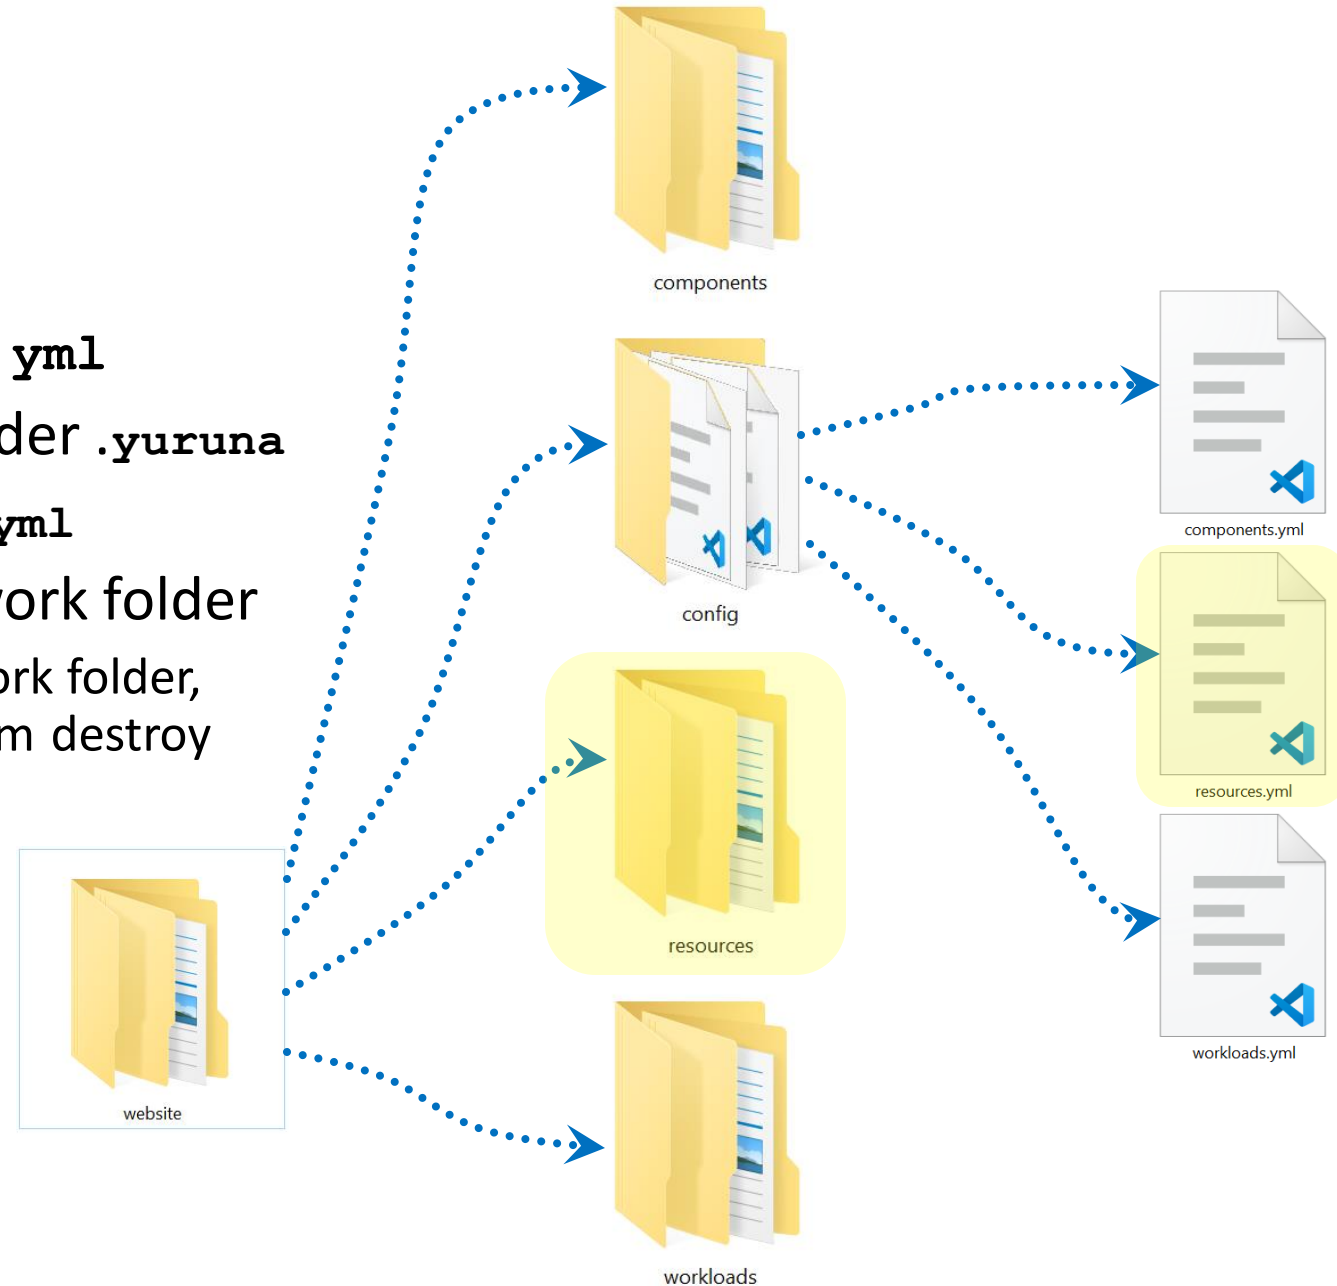 yml
der .yuruna
yml
ork folder
ork folder,
m destroy
components
config
resources
workloads
website
components.yml
resources.yml
workloads.yml